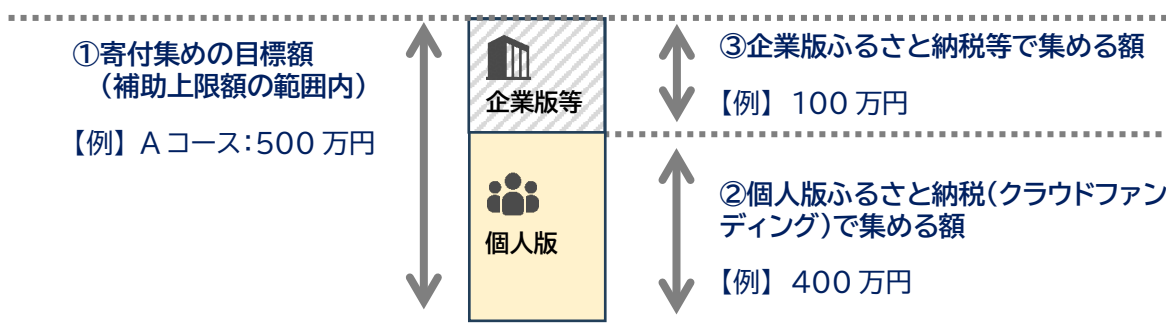 ①寄付集めの目標額
（補助上限額の範囲内）
【例】Aコース：500万円
企業版等
個人版
③企業版ふるさと納税等で集める額
【例】100万円
②個人版ふるさと納税（クラウドファン
ディング）で集める額
【例】400万円